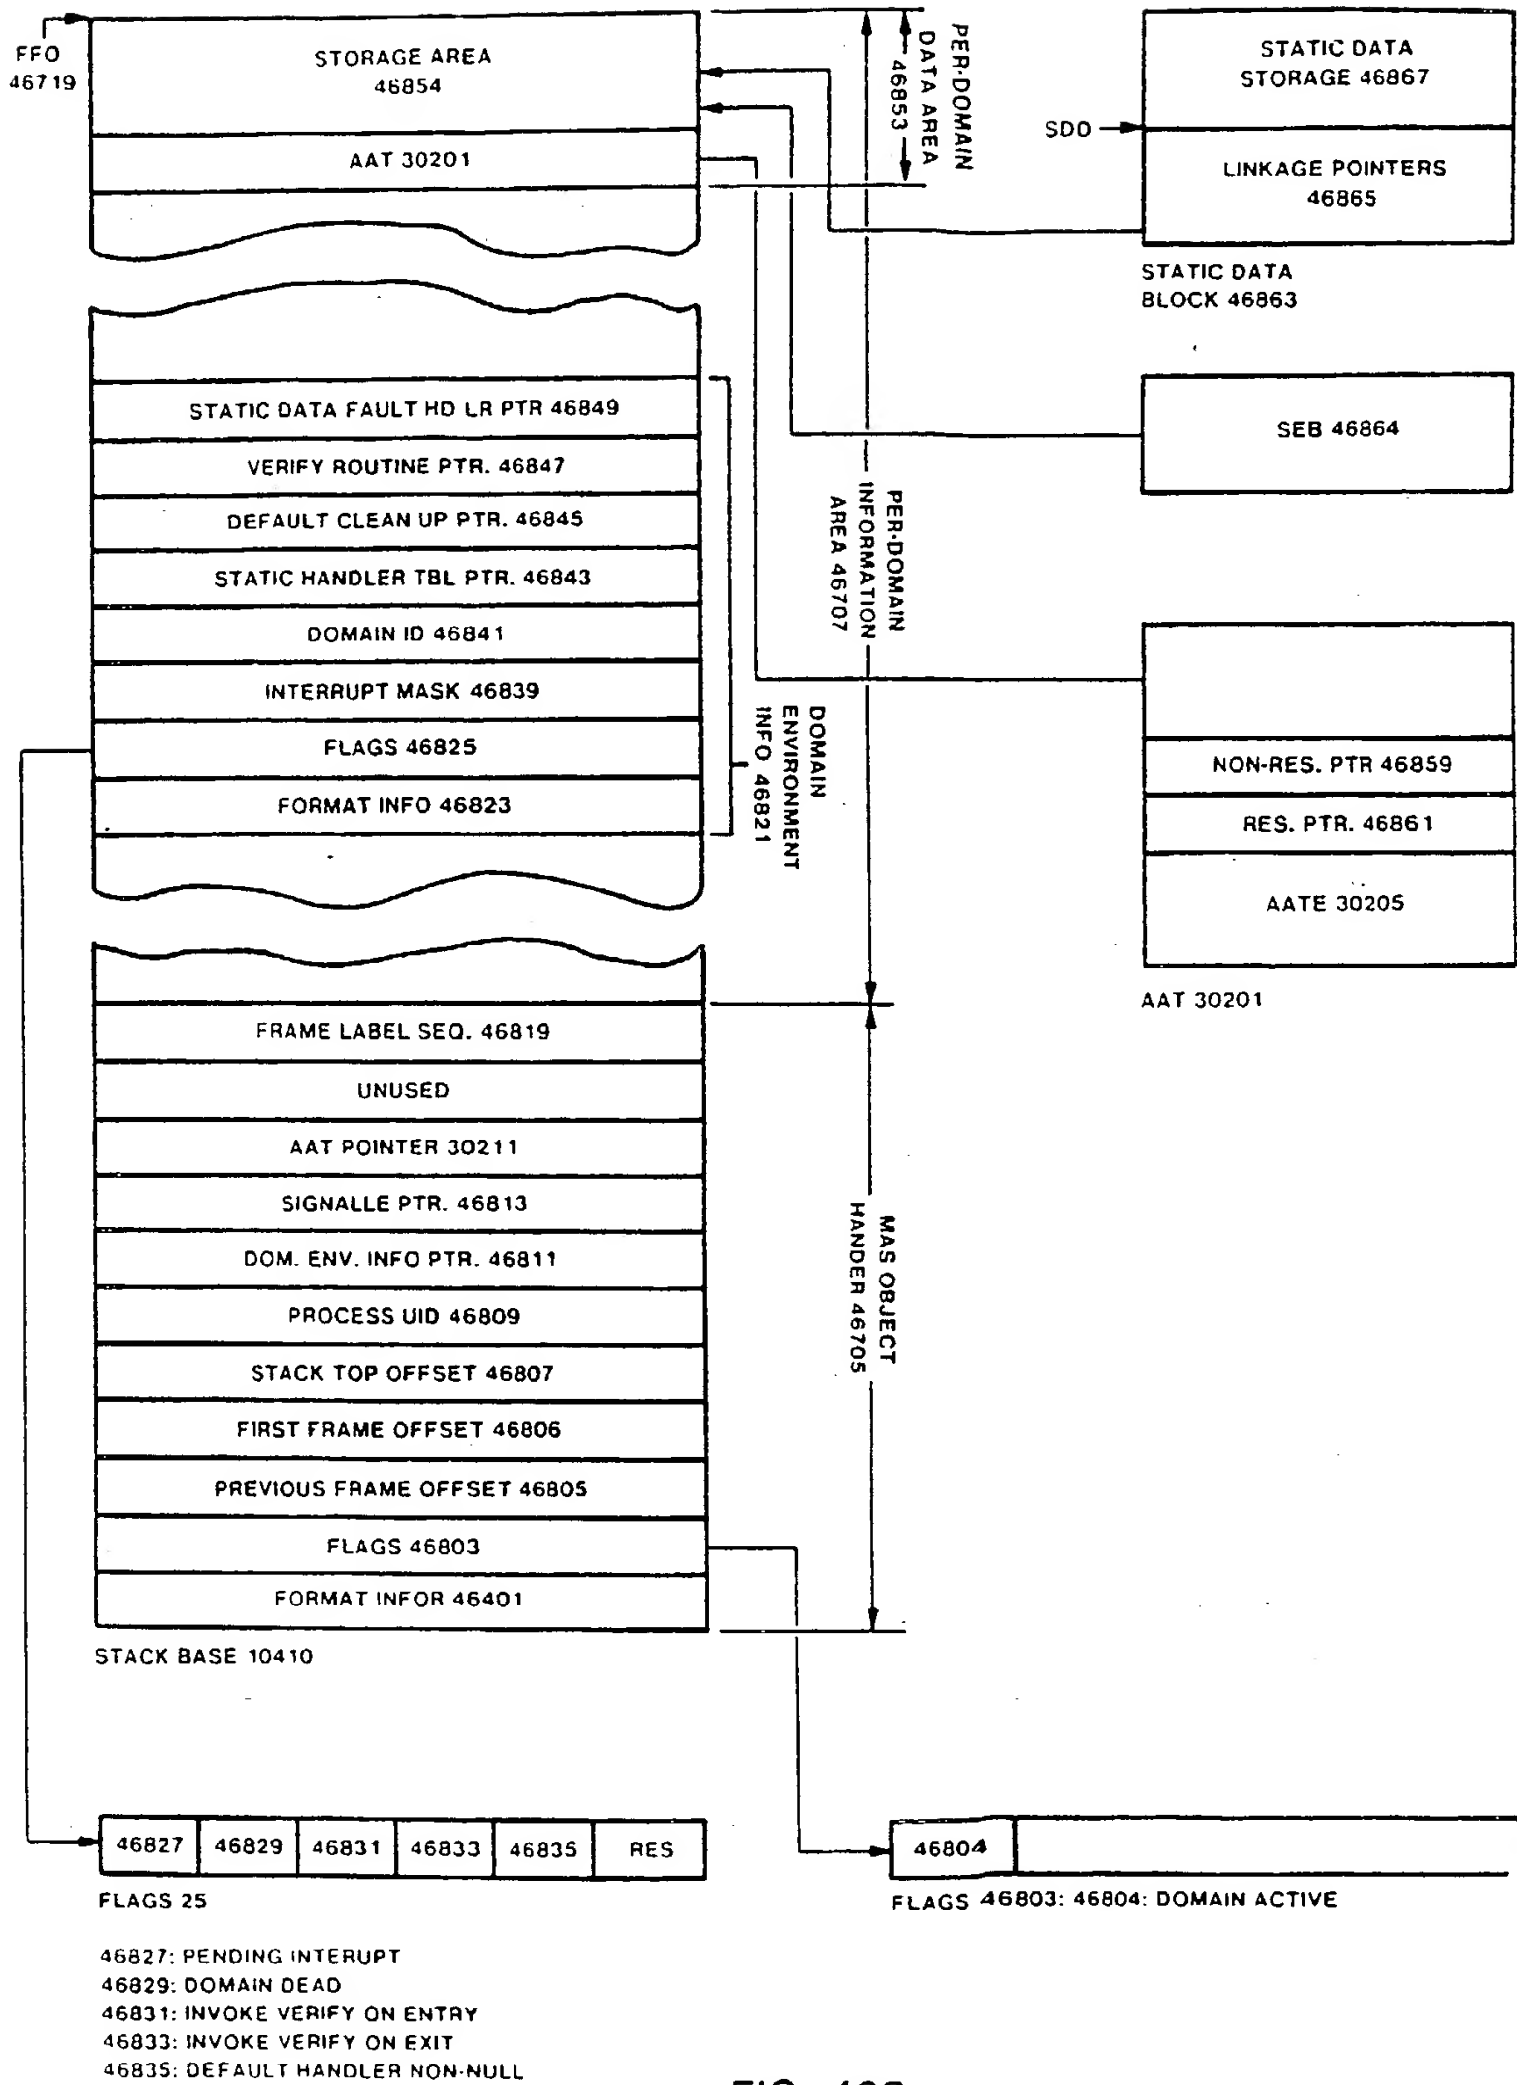 FFO
46719
STORAGE AREA
46854
AAT 30201
PER-DOMAIN
DATA AREA
46853
STATIC DATA
STORAGE 46867
SDO
LINKAGE POINTERS
46865
STATIC DATA
BLOCK 46863
STATIC DATA FAULT HD LR PTR 46849
VERIFY ROUTINE PTR. 46847
DEFAULT CLEAN UP PTR. 46845
STATIC HANDLER TBL PTR. 46843
DOMAIN ID 46841
INTERRUPT MASK 46839
FLAGS 46825
FORMAT INFO 46823
DOMAIN
ENVIRONMENT
INFO 46821
PER-DOMAIN
INFORMATION
AREA 46707
SEB 46864
NON-RES. PTR 46859
RES. PTR. 46861
AATE 30205
AAT 30201
FRAME LABEL SEQ. 46819
UNUSED
AAT POINTER 30211
SIGNALLE PTR. 46813
DOM. ENV. INFO PTR. 46811
PROCESS UID 46809
STACK TOP OFFSET 46807
FIRST FRAME OFFSET 46806
PREVIOUS FRAME OFFSET 46805
FLAGS 46803
FORMAT INFOR 46401
MAS OBJECT
HANDER 46705
STACK BASE 10410
46827 46829 46831 46833 46835 RES
FLAGS 25
46804
FLAGS 46803: 46804: DOMAIN ACTIVE
46827: PENDING INTERUPT
46829: DOMAIN DEAD
46831: INVOKE VERIFY ON ENTRY
46833: INVOKE VERIFY ON EXIT
46835: DEFAULT HANDLER NON-NULL